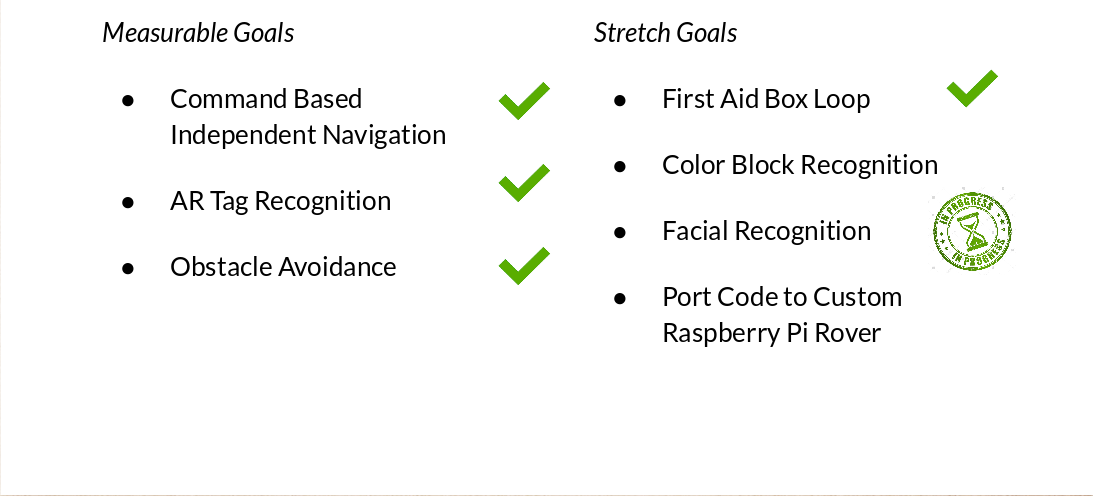 Measurable Goals
● Command Based
Independent Navigation
● AR Tag Recognition
● Obstacle Avoidance
Stretch Goals
● First Aid Box Loop
● Color Block Recognition
● Facial Recognition
IN PROGRESS
IN PROGRESS
● Port Code to Custom
Raspberry Pi Rover